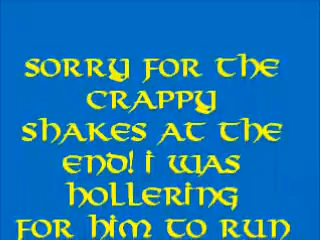 SORRY FOR THE
CRAPPY
SHAKES AT THE
END! I WAS
HOLLERING
FOR HIM TO RUN